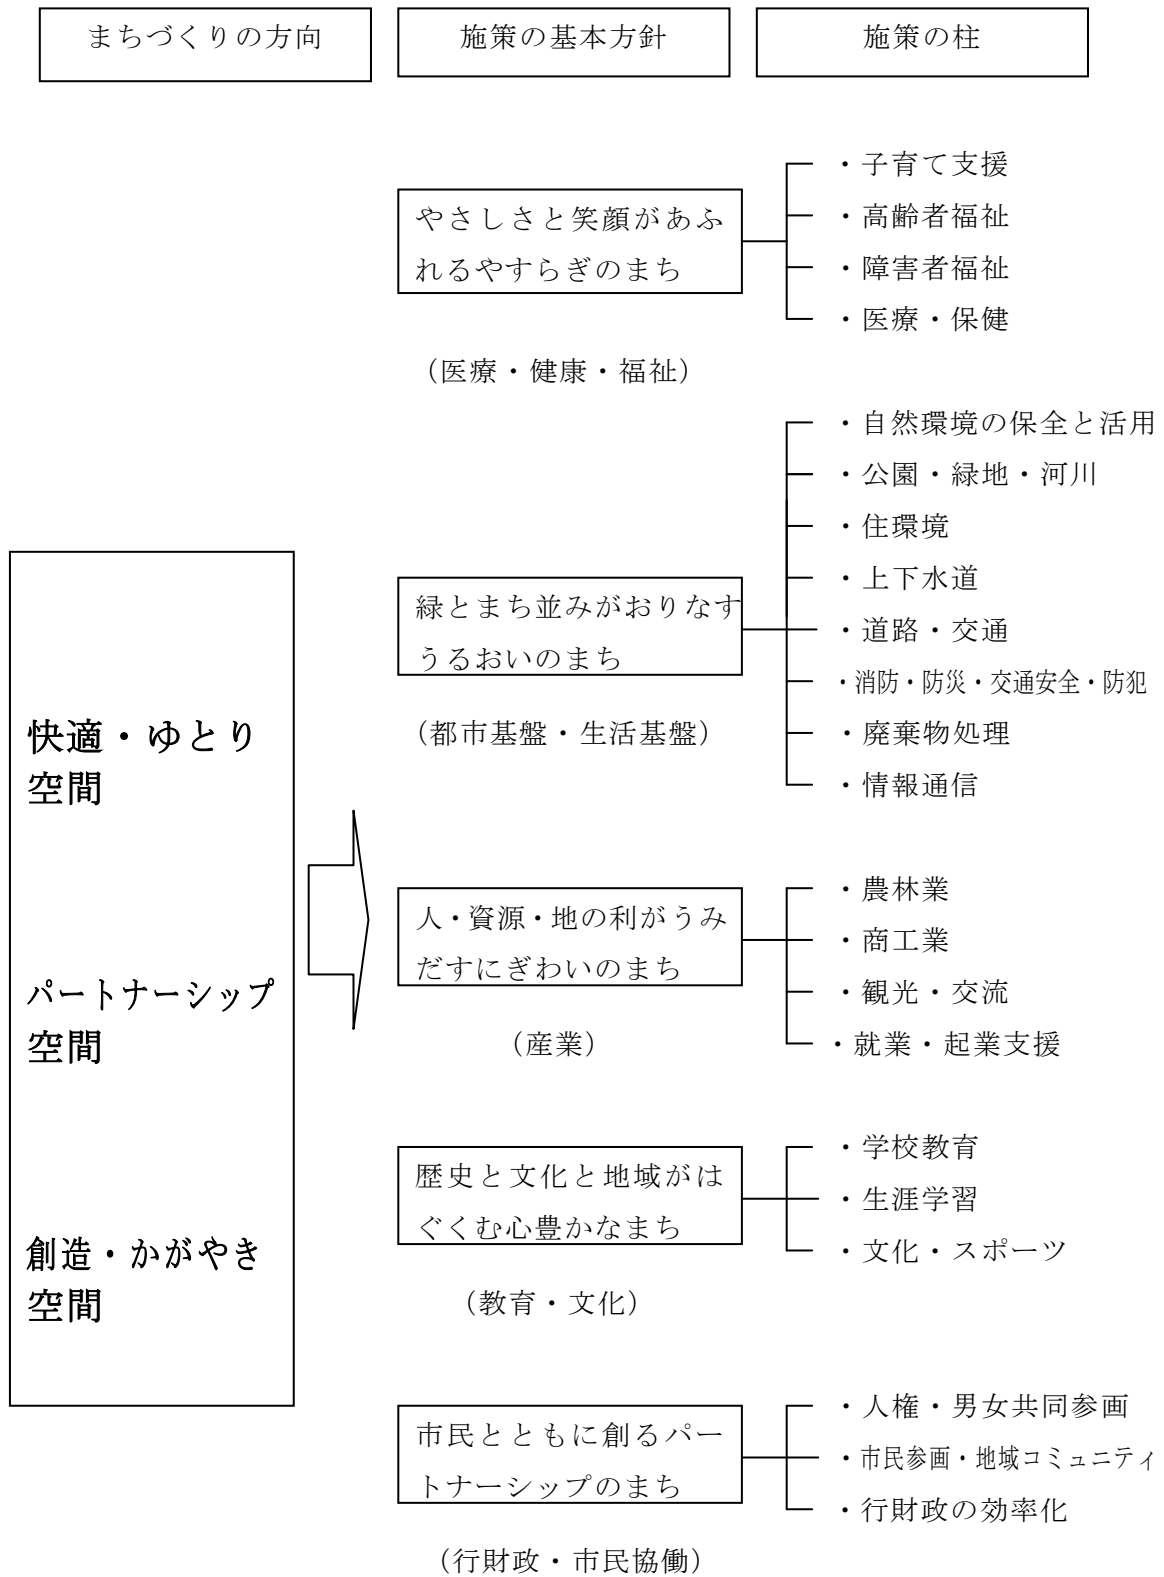 まちづくりの方向
施策の基本方針
施策の柱
快適・ゆとり
空間
パートナーシップ
空間
創造・かがやき
空間
やさしさと笑顔があふ
れるやすらぎのまち
（医療・健康・福祉）
・子育て支援
・高齢者福祉
・障害者福祉
・医療・保健
緑とまち並みがおりなす
うるおいのまち
（都市基盤・生活基盤）
・自然環境の保全と活用
・公園・緑地・河川
・住環境
・上下水道
・道路・交通
・消防・防災・交通安全・防犯
・廃棄物処理
・情報通信
人・資源・地の利がうみ
だすにぎわいのまち
（産業）
・農林業
・商工業
・観光・交流
・就業・起業支援
歴史と文化と地域がは
ぐくむ心豊かなまち
（教育・文化）
・学校教育
・生涯学習
・文化・スポーツ
市民とともに創るパー
トナーシップのまち
（行財政・市民協働）
・人権・男女共同参画
・市民参画・地域コミュニティ
・行財政の効率化